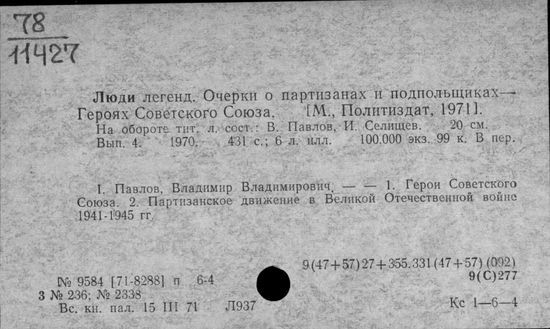 78
11427
Люди легенд. Очерки о партизанах и подпольщиках—
Героях Советского Союза. [М., Политиздат, 1971].
На обороте тит. л. сост.: В. Павлов, И. Селищев. 20 см.
Вып. 4. 1970. 431 с.; 6 л. илл. 100.000 экз. 99 к. В пер.
I. Павлов, Владимир Владимирович. — — 1. Герои Советского
Союза. 2. Партизанское движение в Великой Отечественной войне
1941-1945 гг.
9(47+57)27+355.331(47+57)(092)
9(С)277
№ 9584 [71-8288] п 6-4
3 № 236; № 2338
Вс. кн. пал. 15 III 71 Л937 Кс 1—6—4